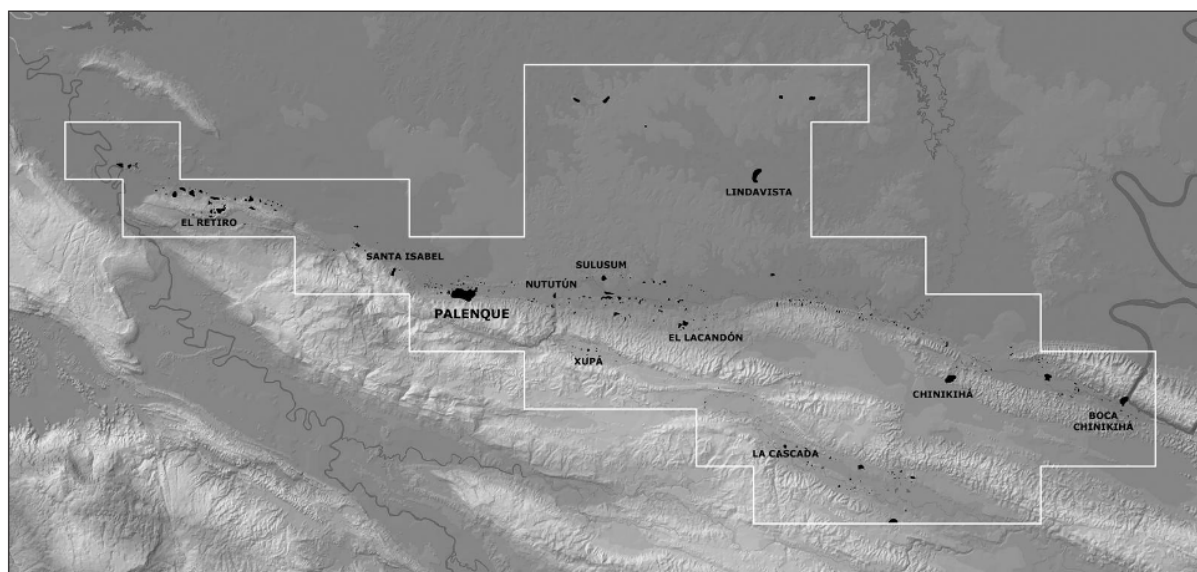 LINDAVISTA
EL RETIRO
SANTA ISABEL
SULUSUM
NUTUTÚN
PALENQUE
EL LACANDÓN
XUPÁ
CHINIKIHÁ
BOCA
CHINIKIHÁ
LA CASCADA